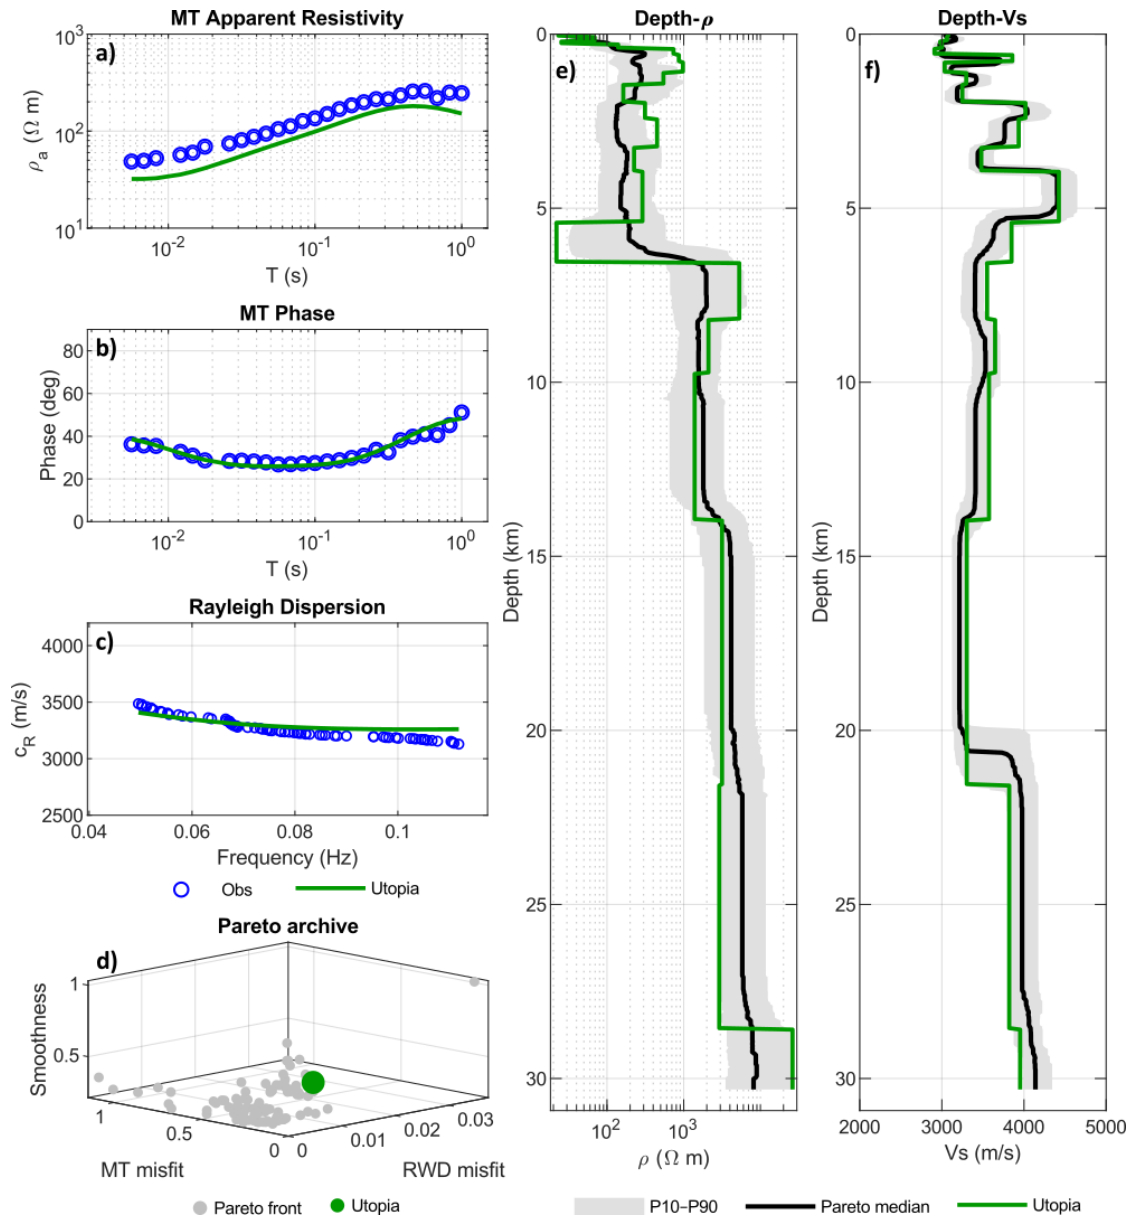 MT Apparent Resistivity
a)
10³
10²
10¹
ρₐ (Ω m)
10⁻² 10⁻¹ 10⁰
T (s)
MT Phase
b)
80
60
40
20
0
Phase (deg)
10⁻² 10⁻¹ 10⁰
T (s)
Rayleigh Dispersion
c)
4000
3500
3000
2500
c_R (m/s)
0.04 0.06 0.08 0.1
Frequency (Hz)
Obs Utopia
Pareto archive
d)
1
0.5
Smoothness
1 0.5 0 0 0.01 0.02 0.03
MT misfit RWD misfit
Pareto front Utopia
Depth-ρ
e)
0
5
10
15
20
25
30
Depth (km)
10² 10³
ρ (Ω m)
Depth-Vs
f)
0
5
10
15
20
25
30
Depth (km)
2000 3000 4000 5000
Vs (m/s)
P10–P90 Pareto median Utopia